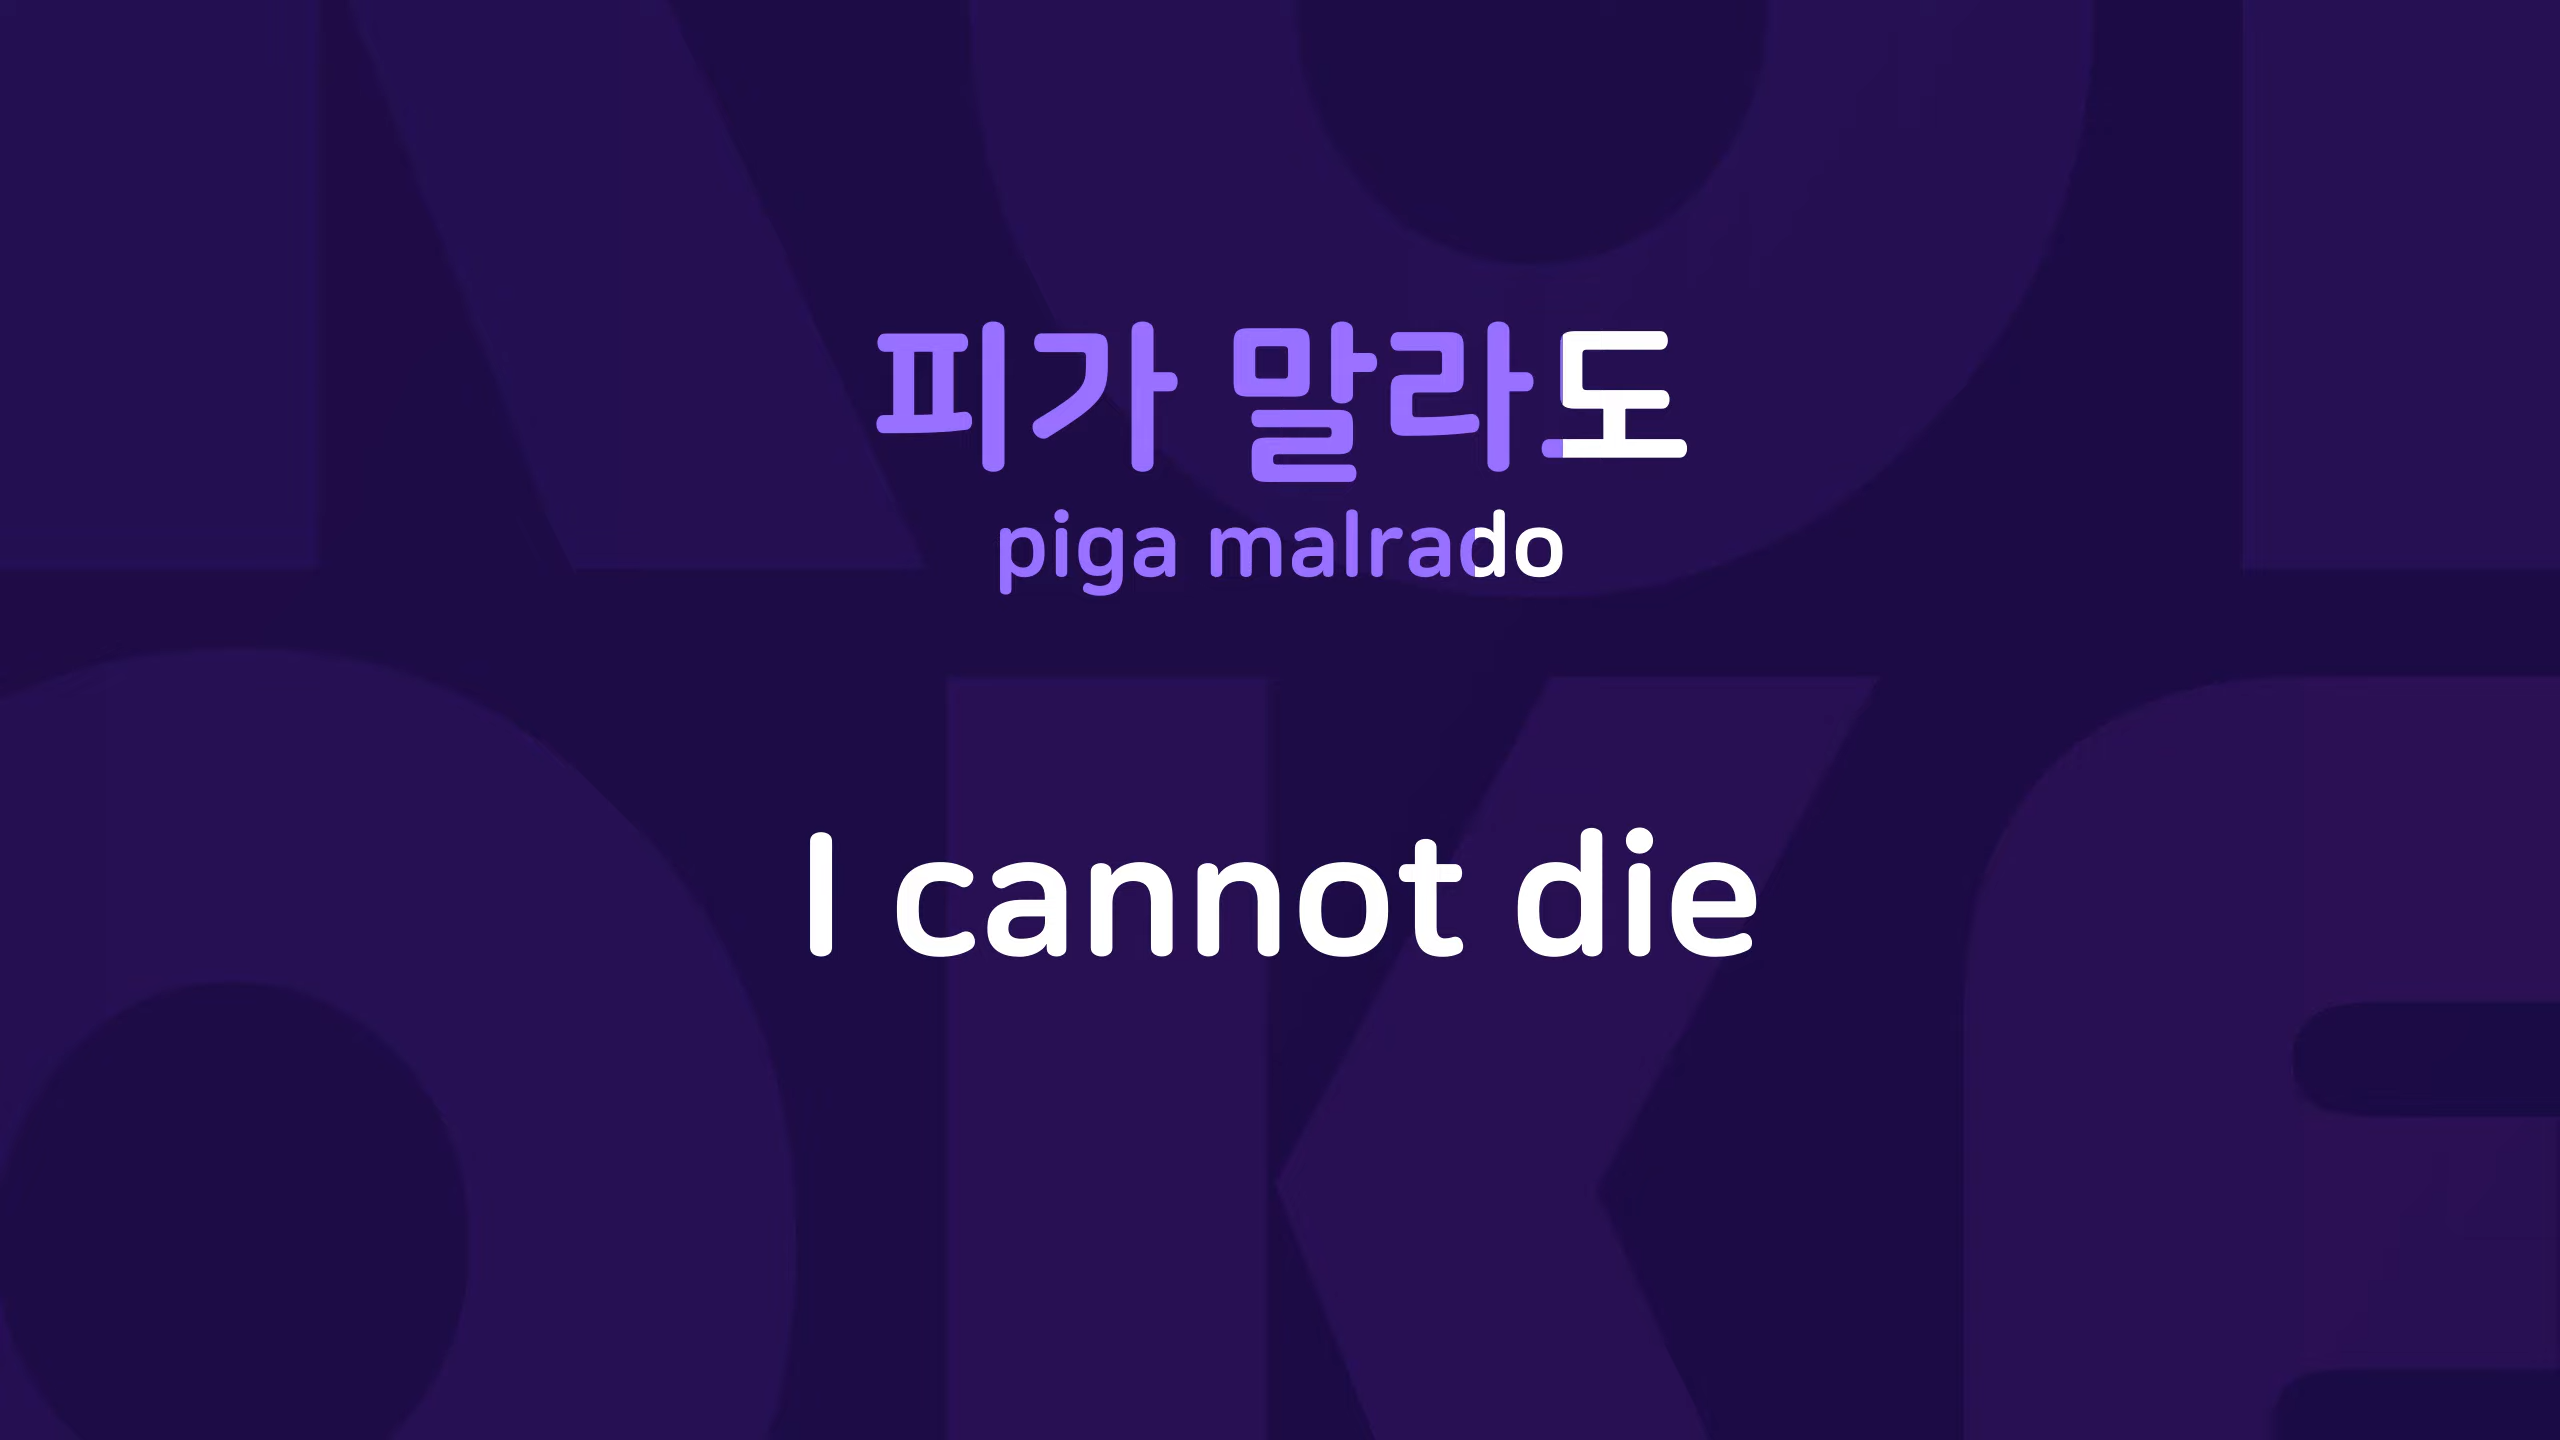 피가 말라도
piga malrado
I cannot die